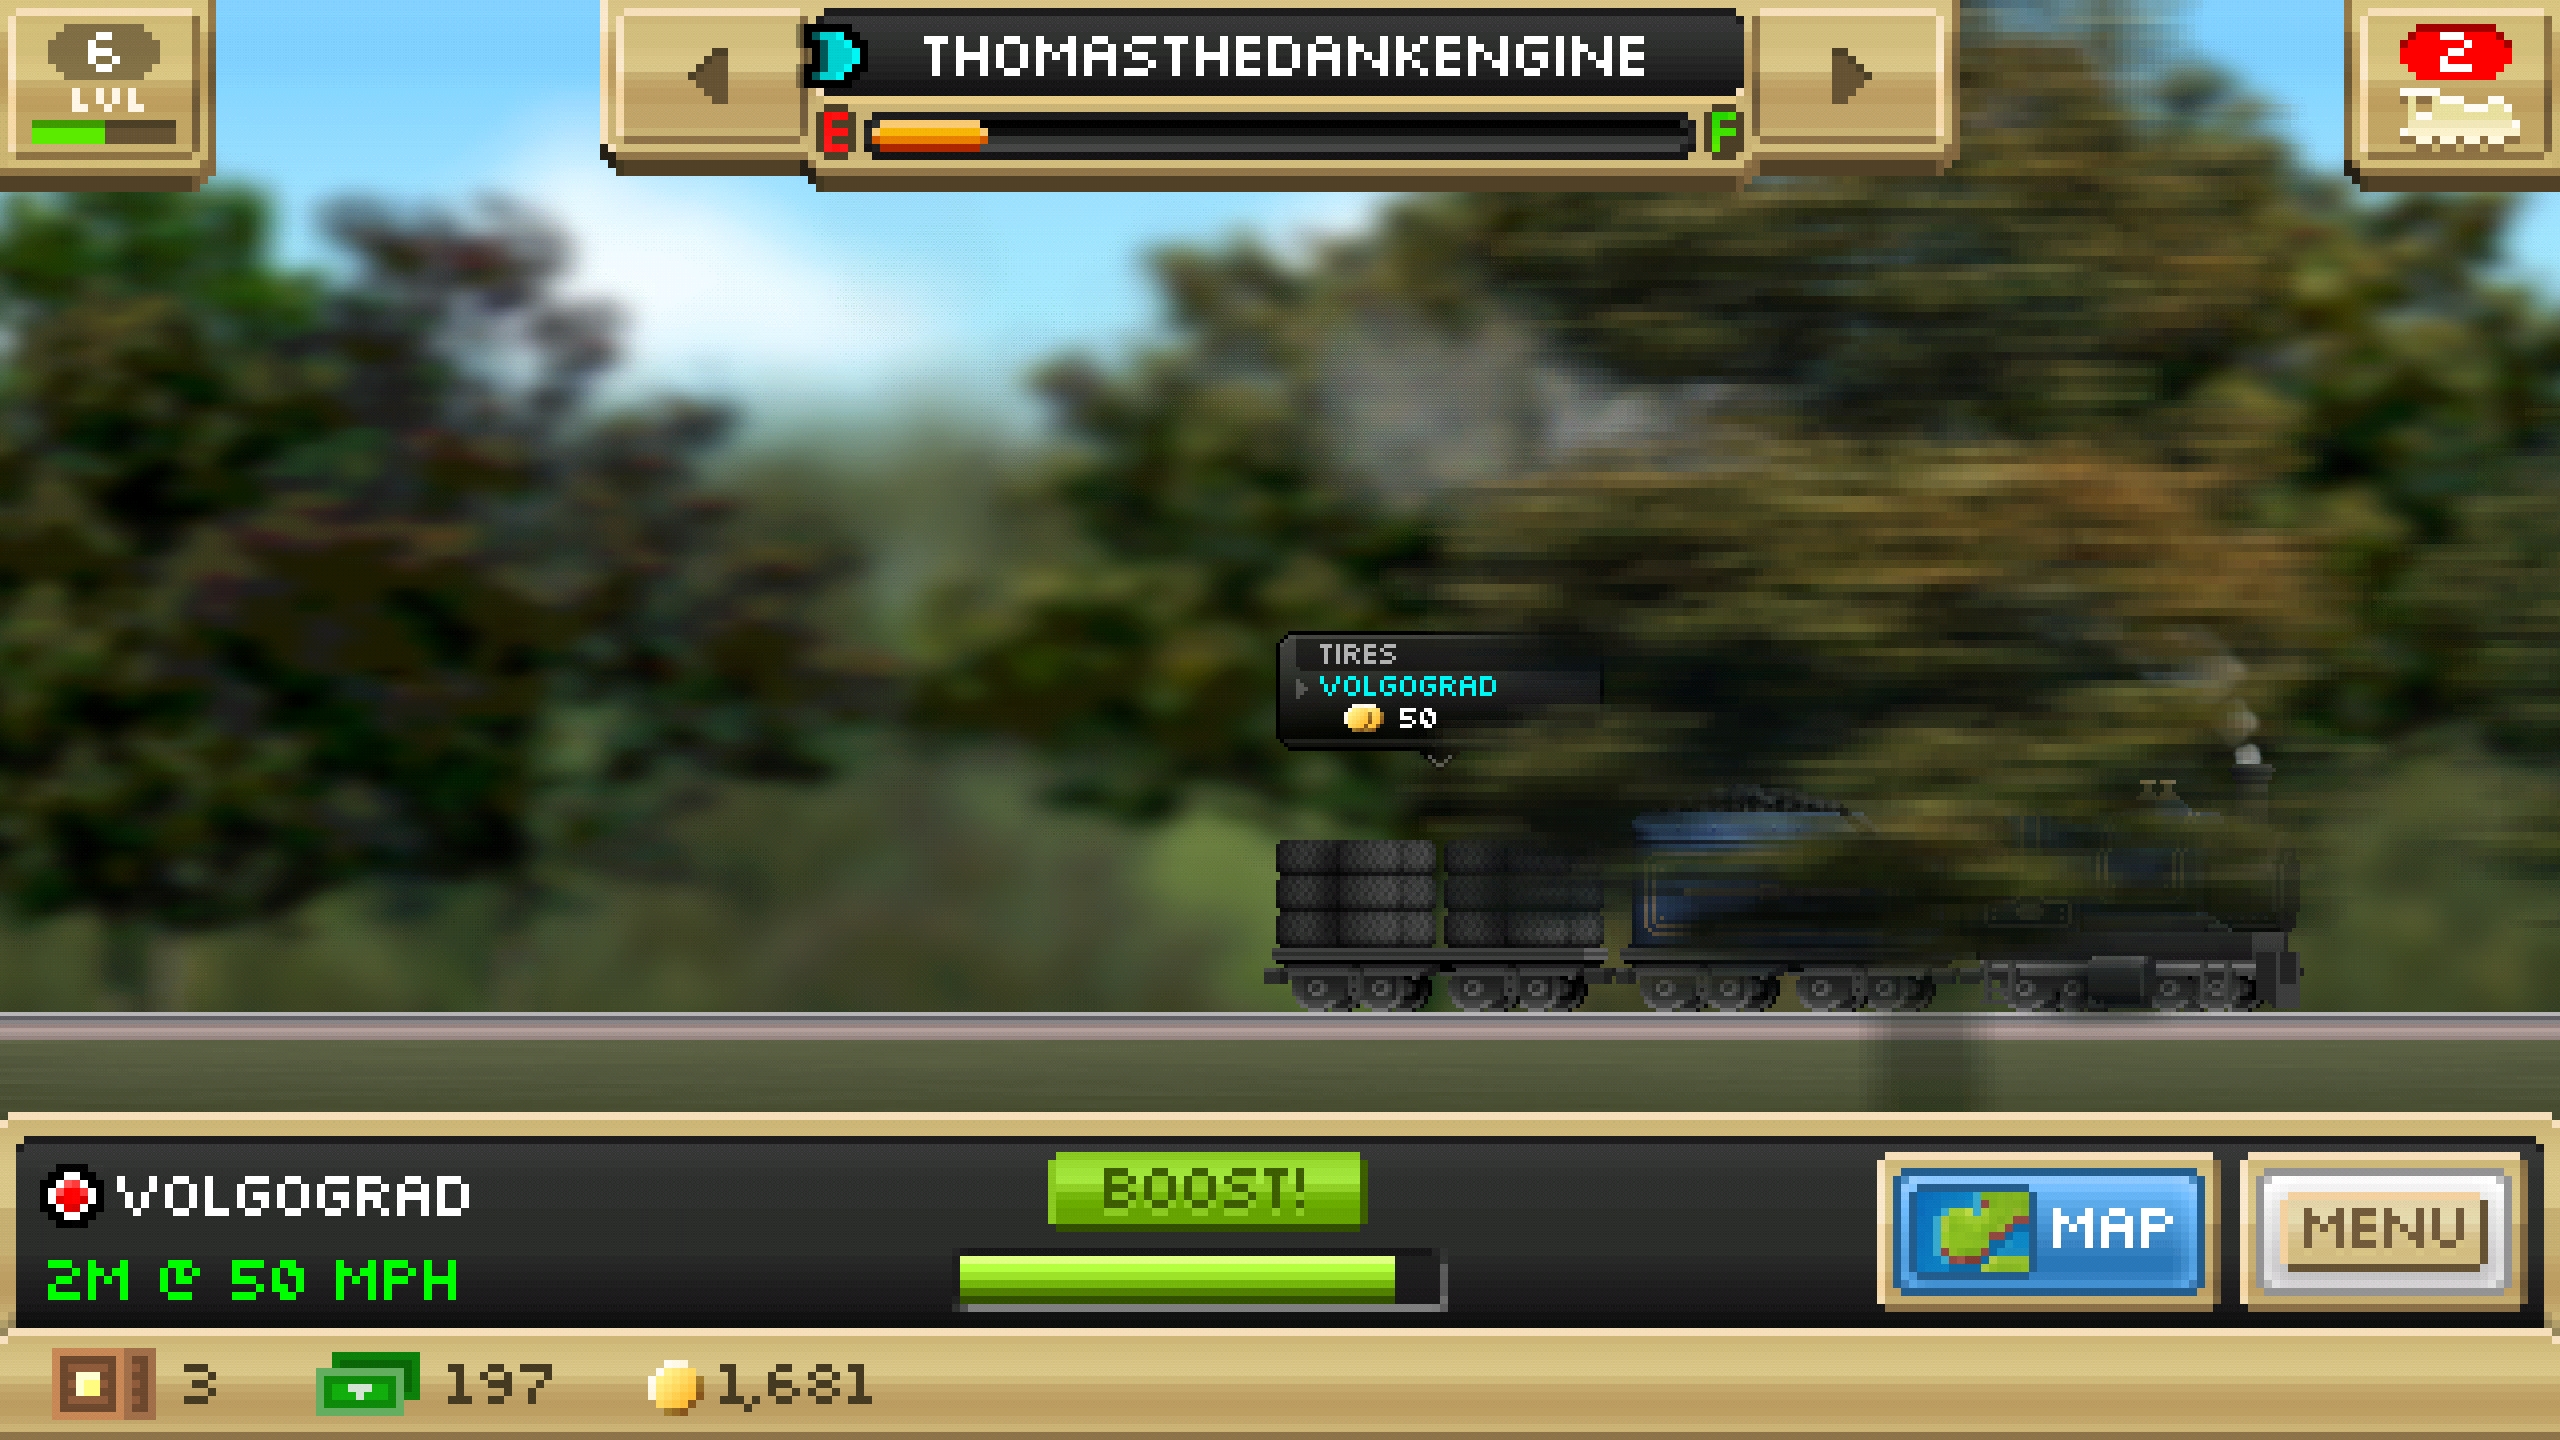 6
LVL
THOMASTHEDANKENGINE
E
F
2
TIRES
VOLGOGRAD
50
VOLGOGRAD
2M @ 50 MPH
BOOST!
MAP
MENU
3
197
1,681